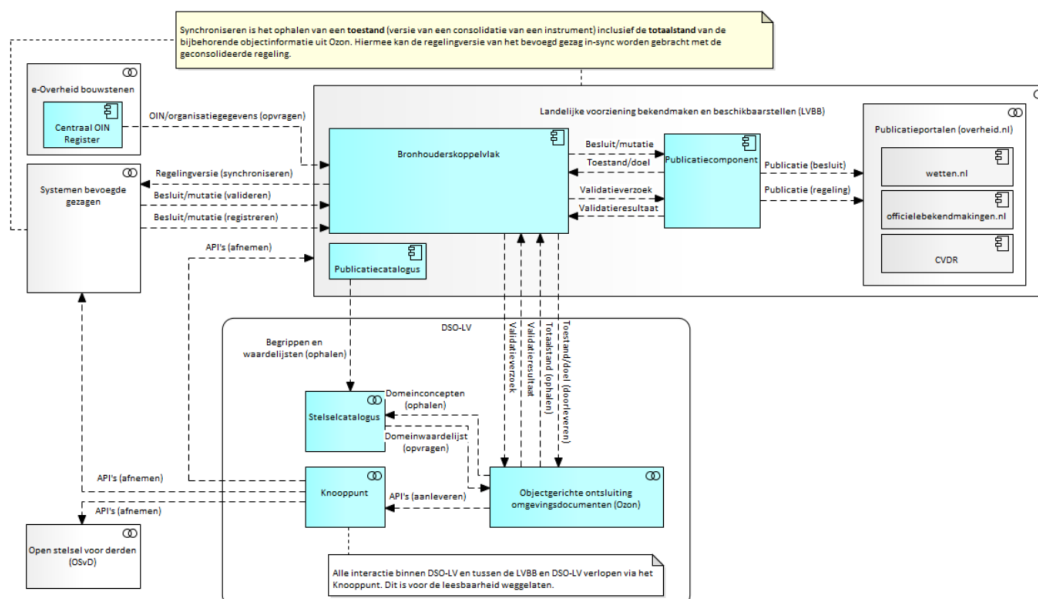 Synchroniseren is het ophalen van een toestand (versie van een consolidatie van een instrument) inclusief de totaalstand van de
bijbehorende objectinformatie uit Ozon. Hiermee kan de regelingversie van het bevoegd gezag in-sync worden gebracht met de
geconsolideerde regeling.
e-Overheid bouwstenen
Centraal OIN
Register
OIN/organisatiegegevens (opvragen)
Landelijke voorziening bekendmaken en beschikbaarstellen (LVBB)
Bronhouderskoppelvlak
Besluit/mutatie
Toestand/doel
Validatieverzoek
Validatieresultaat
Publicatiecomponent
Publicatie (besluit)
Publicatie (regeling)
Publicatieportalen (overheid.nl)
wetten.nl
officielebekendmakingen.nl
CVDR
Systemen bevoegde
gezagen
Regelingversie (synchroniseren)
Besluit/mutatie (valideren)
Besluit/mutatie (registreren)
API's (afnemen)
Publicatiecatalogus
DSO-LV
Begrippen en
waardelijsten (ophalen)
Validatieverzoek
Validatieresultaat
Totaalstand (ophalen)
Toestand/doel (doorleveren)
Stelselcatalogus
Domeinconcepten
(ophalen)
Domeinwaardelijst
(opvragen)
API's (afnemen)
Knooppunt
API's (aanleveren)
Objectgerichte ontsluiting
omgevingsdocumenten (Ozon)
API's (afnemen)
Open stelsel voor derden
(OSvD)
Alle interactie binnen DSO-LV en tussen de LVBB en DSO-LV verlopen via het
Knooppunt. Dit is voor de leesbaarheid weggelaten.